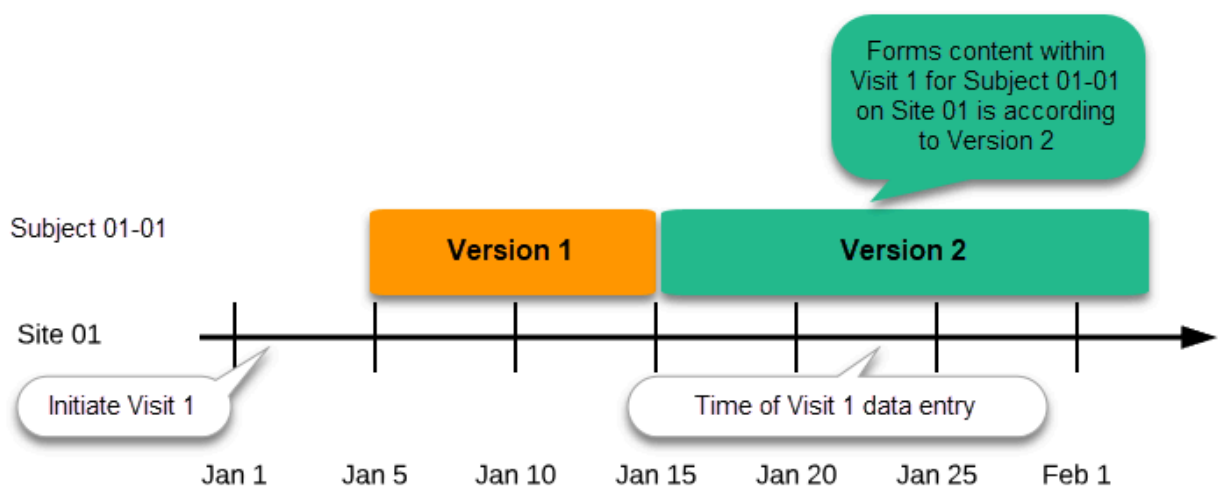 Forms content within
Visit 1 for Subject 01-01
on Site 01 is according
to Version 2
Subject 01-01
Version 1
Version 2
Site 01
Initiate Visit 1
Time of Visit 1 data entry
Jan 1
Jan 5
Jan 10
Jan 15
Jan 20
Jan 25
Feb 1